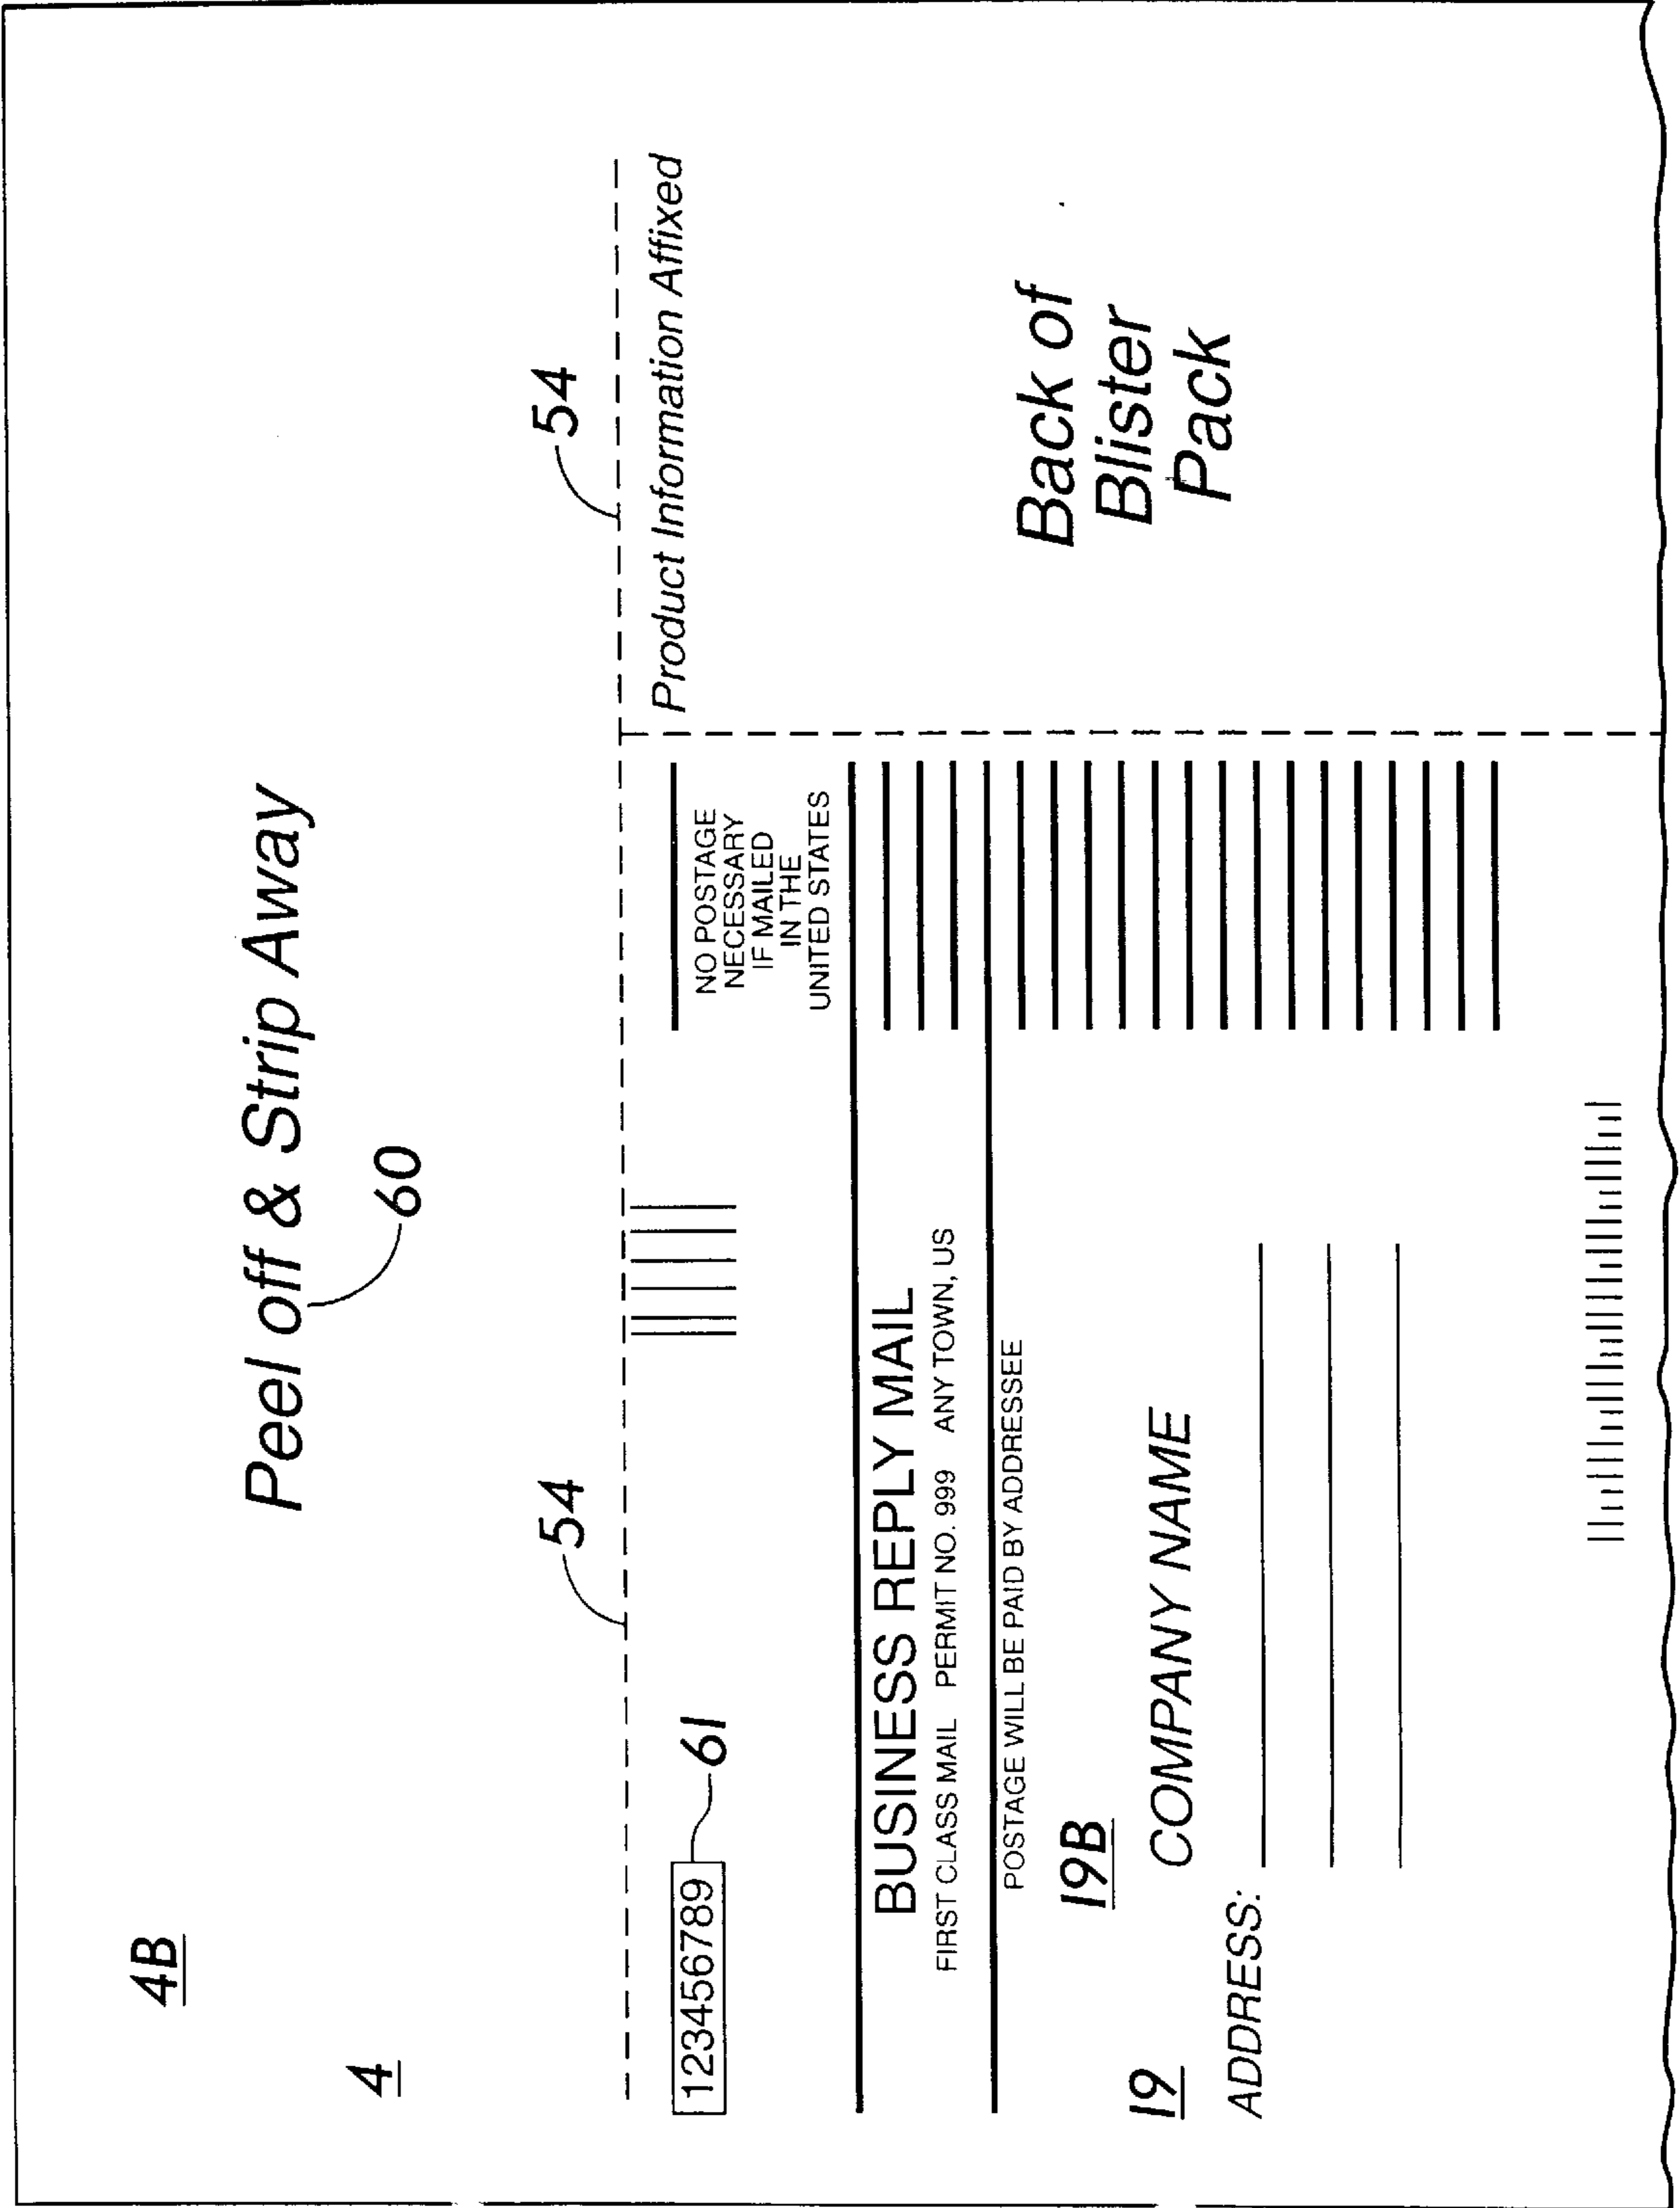 4B
Peel off & Strip Away
4
60
54
54
123456789
61
Product Information Affixed
NO POSTAGE
NECESSARY
IF MAILED
IN THE
UNITED STATES
BUSINESS REPLY MAIL
FIRST CLASS MAIL PERMIT NO. 999 ANY TOWN, US
POSTAGE WILL BE PAID BY ADDRESSEE
19B
19
COMPANY NAME
ADDRESS:
Back of
Blister
Pack